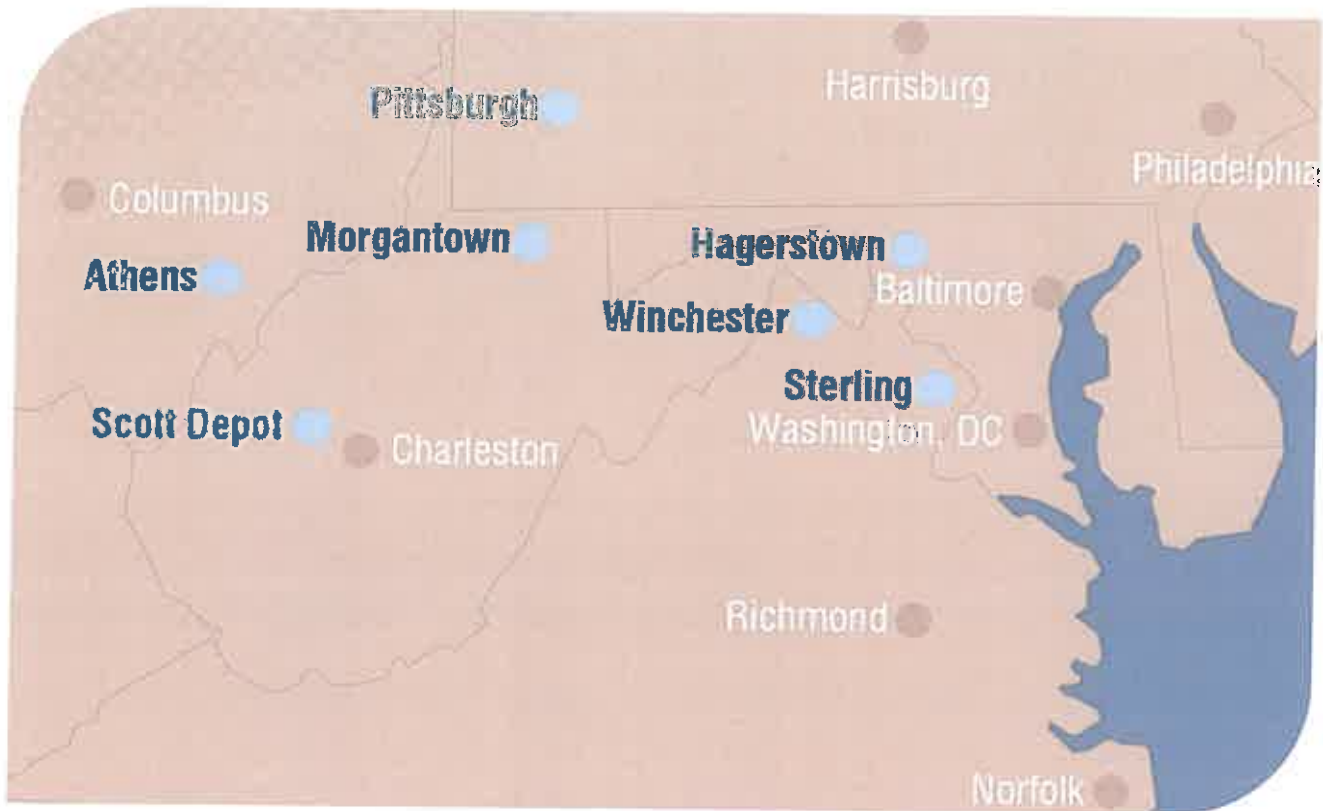 Harrisburg
Pittsburgh
Philadelphia
Columbus
Morgantown
Hagerstown
Athens
Baltimore
Winchester
Sterling
Scott Depot
Washington, DC
Charleston
Richmond
Norfolk